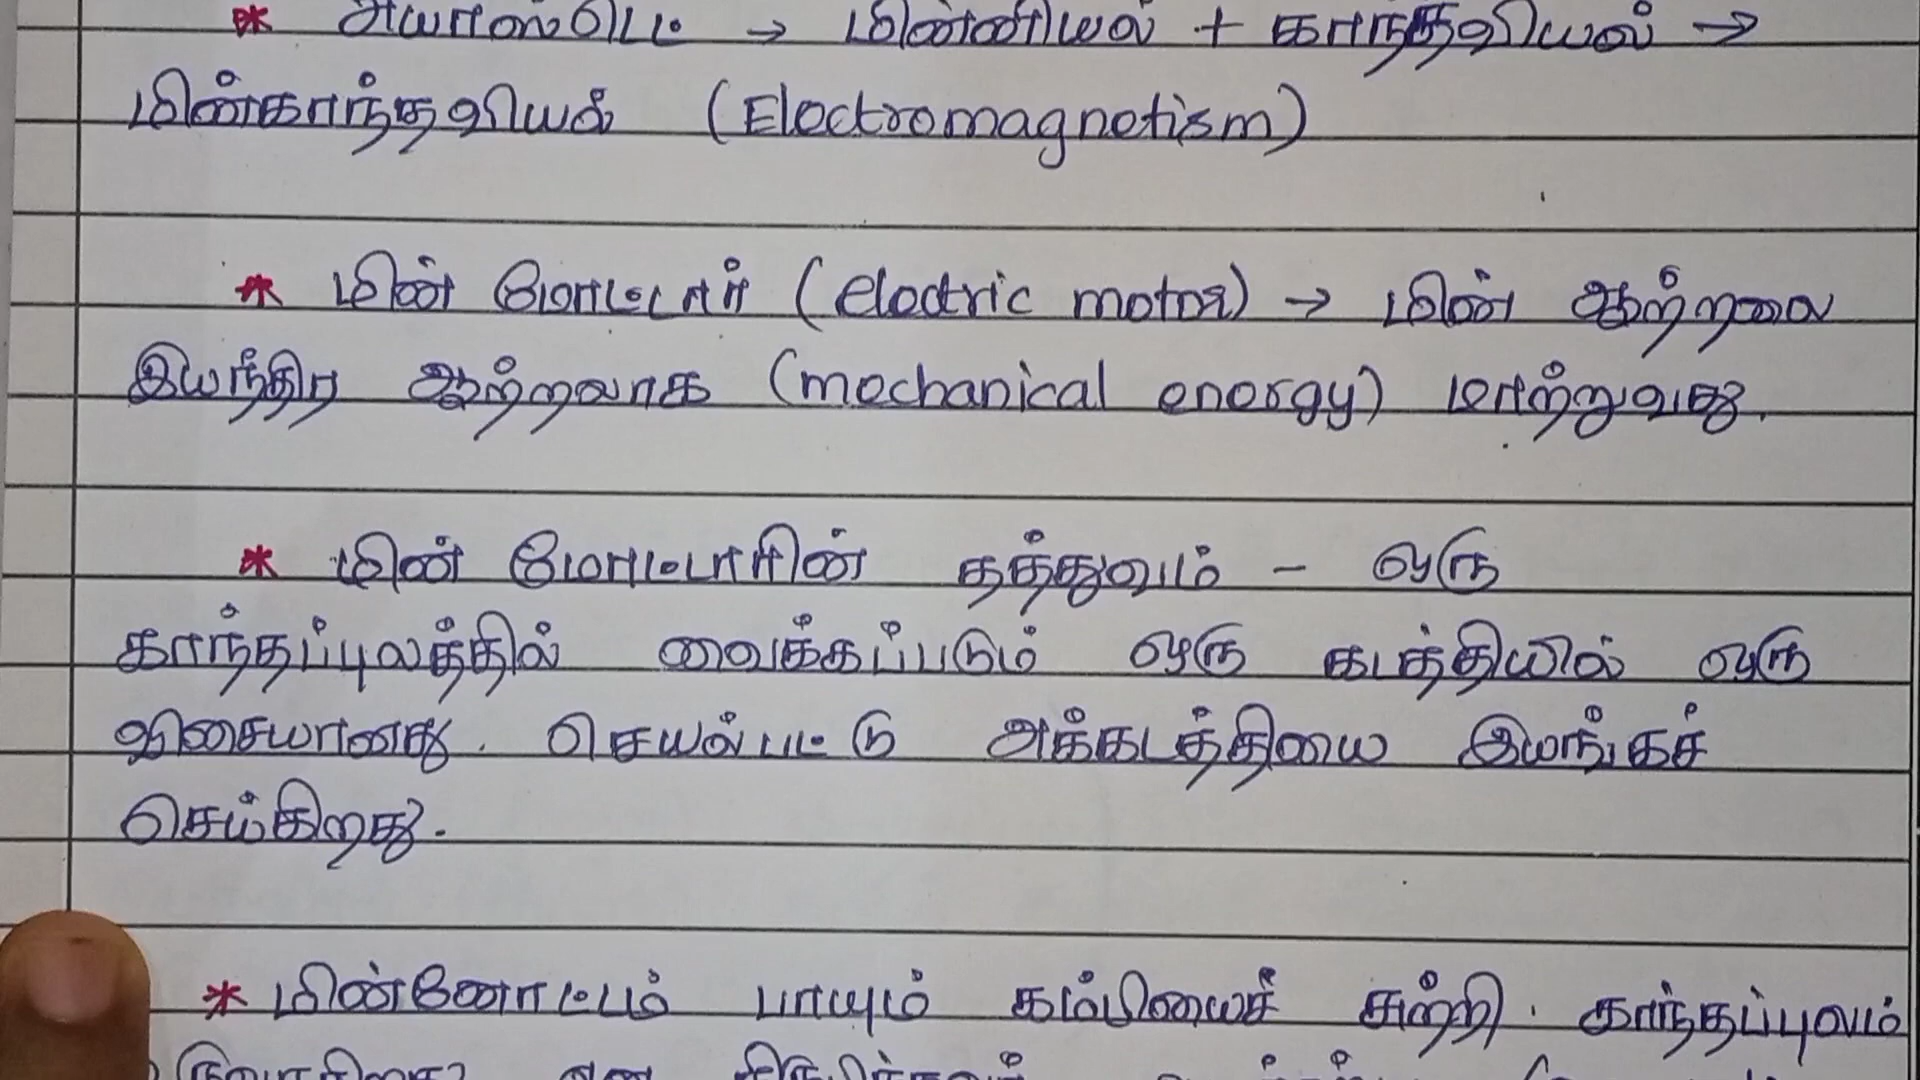 * அயர்ஸ்டெட் → மின்னியல் + காந்தவியல் →
மின்காந்தவியல் (Electromagnetism)
* மின் மோட்டார் (electric motor) → மின் ஆற்றலை
இயந்திர ஆற்றலாக (mechanical energy) மாற்றுவது.
* மின் மோட்டாரின் தத்துவம் - ஒரு
காந்தப்புலத்தில் வைக்கப்படும் ஒரு கடத்தியில் ஒரு
விசையானது. செயல்பட்டு அக்கடத்தியை இயங்கச்
செய்கிறது.
* மின்னோட்டம் பாயும் கம்பியைச் சுற்றி. காந்தப்புலம்